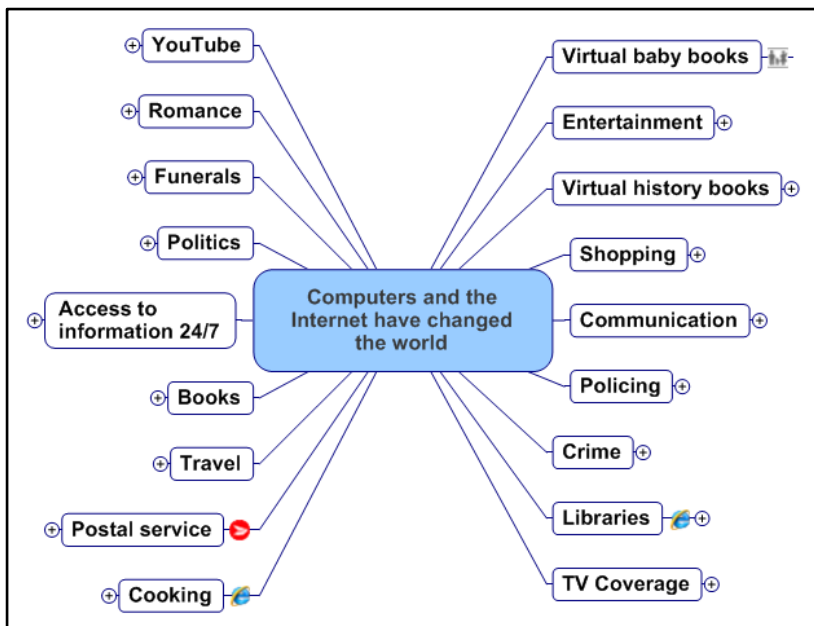 YouTube
Romance
Funerals
Politics
Access to
information 24/7
Books
Travel
Postal service
Cooking
Computers and the
Internet have changed
the world
Virtual baby books
Entertainment
Virtual history books
Shopping
Communication
Policing
Crime
Libraries
TV Coverage